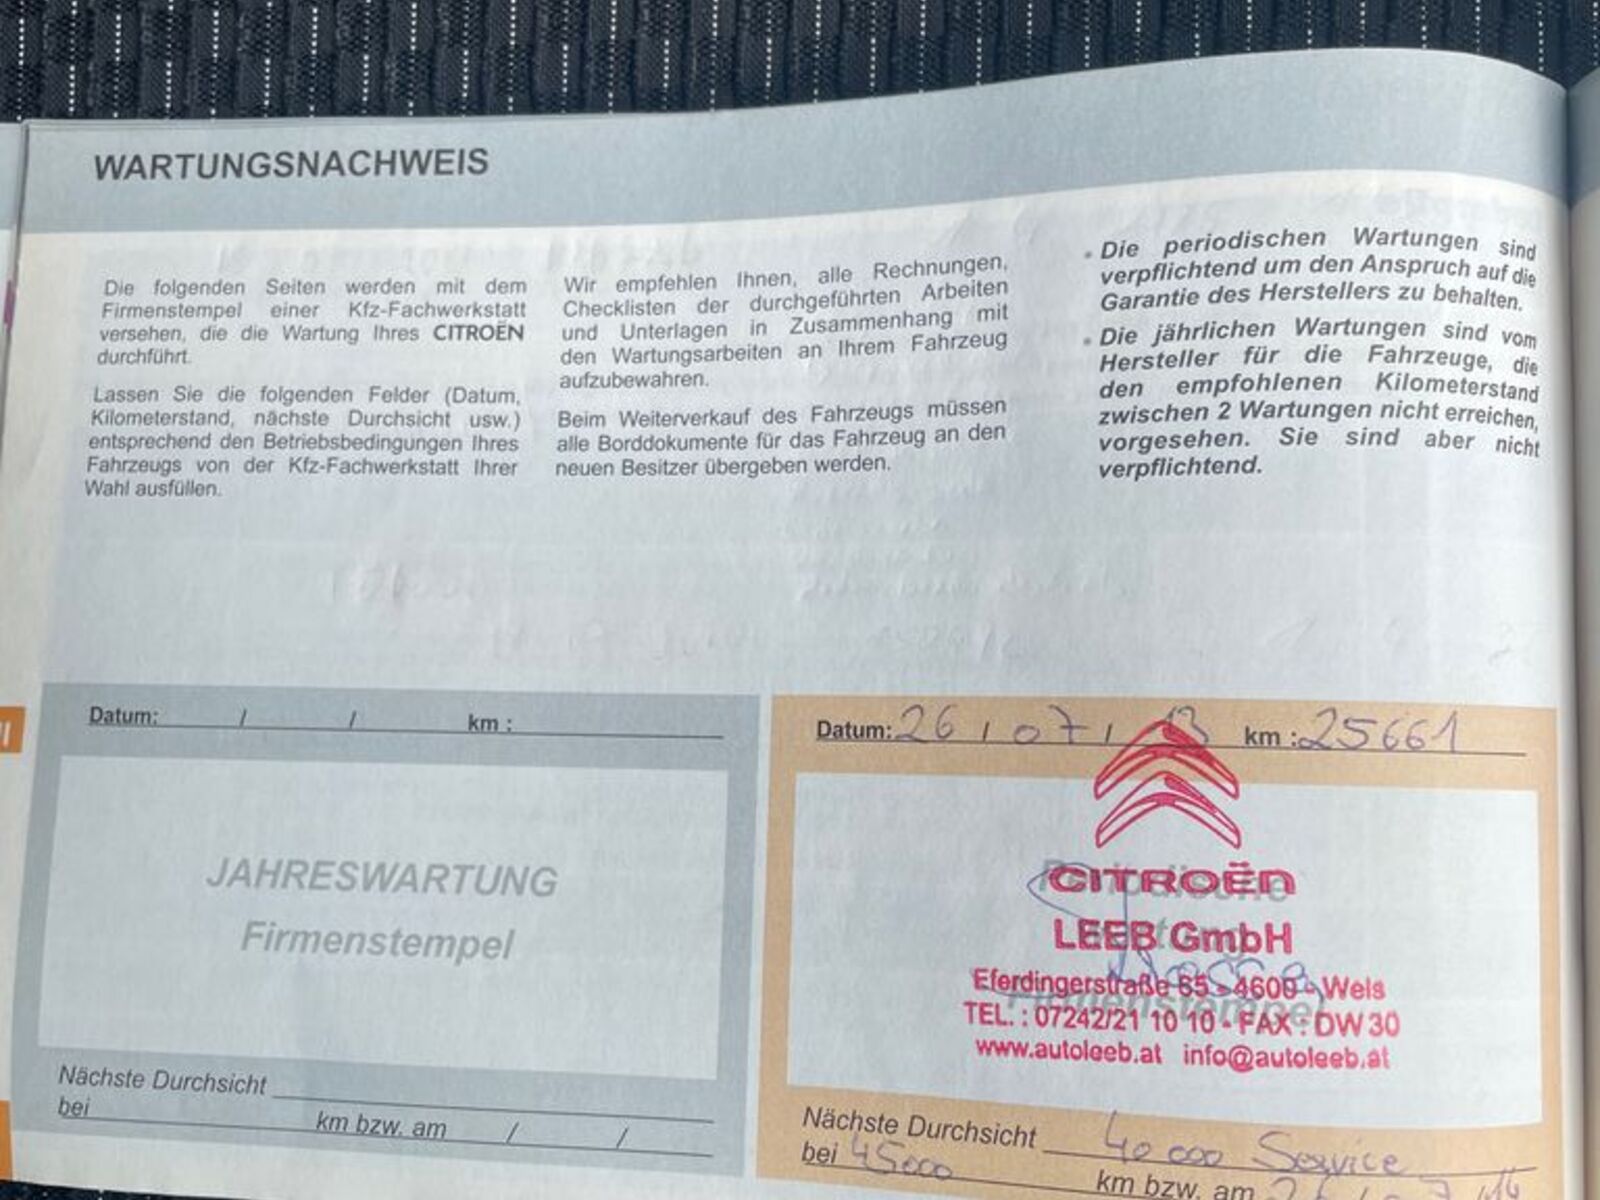 WARTUNGSNACHWEIS
Die folgenden Seiten werden mit dem
Firmenstempel einer Kfz-Fachwerkstatt
versehen, die die Wartung Ihres CITROËN
durchführt.
Lassen Sie die folgenden Felder (Datum,
Kilometerstand, nächste Durchsicht usw.)
entsprechend den Betriebsbedingungen Ihres
Fahrzeugs von der Kfz-Fachwerkstatt Ihrer
Wahl ausfüllen.
Wir empfehlen Ihnen, alle Rechnungen,
Checklisten der durchgeführten Arbeiten
und Unterlagen in Zusammenhang mit
den Wartungsarbeiten an Ihrem Fahrzeug
aufzubewahren.
Beim Weiterverkauf des Fahrzeugs müssen
alle Borddokumente für das Fahrzeug an den
neuen Besitzer übergeben werden.
• Die periodischen Wartungen sind
verpflichtend um den Anspruch auf die
Garantie des Herstellers zu behalten.
• Die jährlichen Wartungen sind vom
Hersteller für die Fahrzeuge, die
den empfohlenen Kilometerstand
zwischen 2 Wartungen nicht erreichen,
vorgesehen. Sie sind aber nicht
verpflichtend.
Datum: / / km :
JAHRESWARTUNG
Firmenstempel
Nächste Durchsicht
bei km bzw. am / /
Datum: 26 / 07 / 13 km : 25661
CITROËN
LEEB GmbH
Eferdingerstraße 65 - 4600 - Wels
TEL. : 07242/21 10 10 - FAX : DW 30
www.autoleeb.at info@autoleeb.at
Firmenstempel
Nächste Durchsicht 40 000 Service
bei 45000 km bzw. am